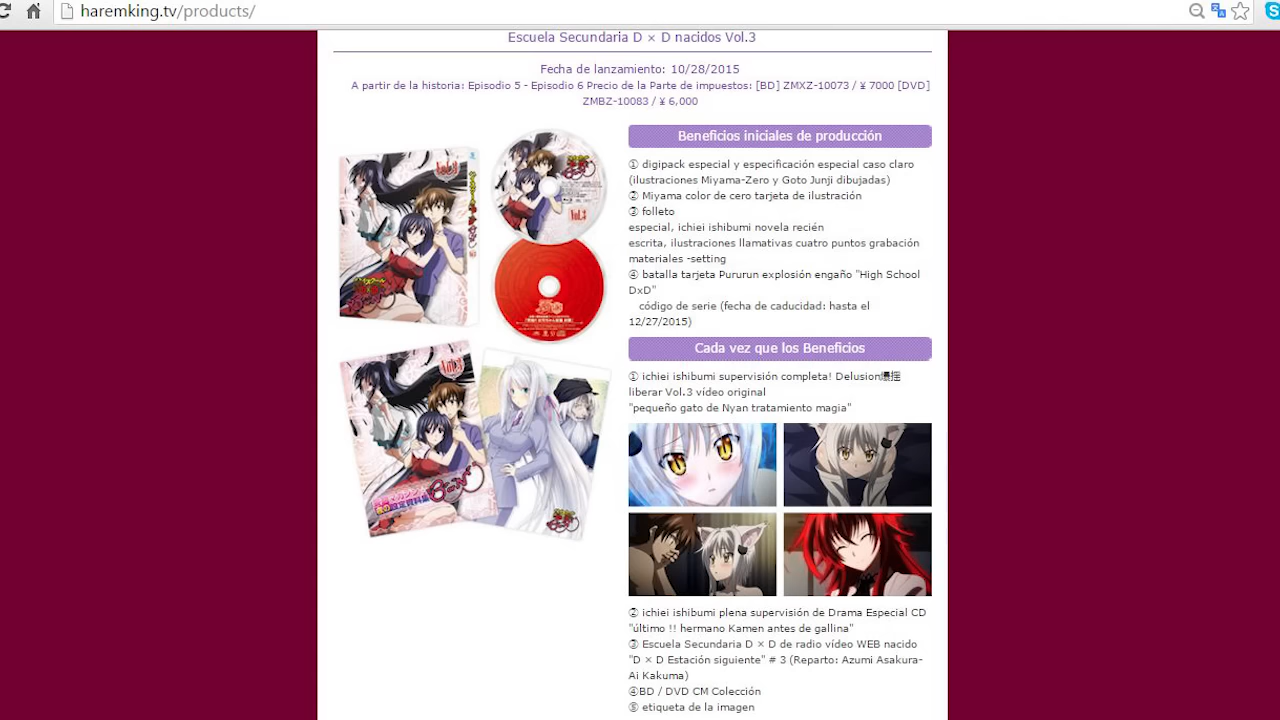 haremking.tv/products/
Escuela Secundaria D × D nacidos Vol.3
Fecha de lanzamiento: 10/28/2015
A partir de la historia: Episodio 5 - Episodio 6 Precio de la Parte de impuestos: [BD] ZMXZ-10073 / ¥ 7000 [DVD]
ZMBZ-10083 / ¥ 6,000
Beneficios iniciales de producción
① digipack especial y especificación especial caso claro
(ilustraciones Miyama-Zero y Goto Junji dibujadas)
② Miyama color de cero tarjeta de ilustración
③ folleto
especial, ichiei ishibumi novela recién
escrita, ilustraciones llamativas cuatro puntos grabación
materiales -setting
④ batalla tarjeta Pururun explosión engaño "High School
DxD"
código de serie (fecha de caducidad: hasta el
12/27/2015)
Cada vez que los Beneficios
① ichiei ishibumi supervisión completa! Delusion爆揺
liberar Vol.3 vídeo original
"pequeño gato de Nyan tratamiento magia"
② ichiei ishibumi plena supervisión de Drama Especial CD
"último !! hermano Kamen antes de gallina"
③ Escuela Secundaria D × D de radio vídeo WEB nacido
"D × D Estación siguiente" # 3 (Reparto: Azumi Asakura-
Ai Kakuma)
④BD / DVD CM Colección
⑤ etiqueta de la imagen
Vol.3
Vol.3
Vol.3